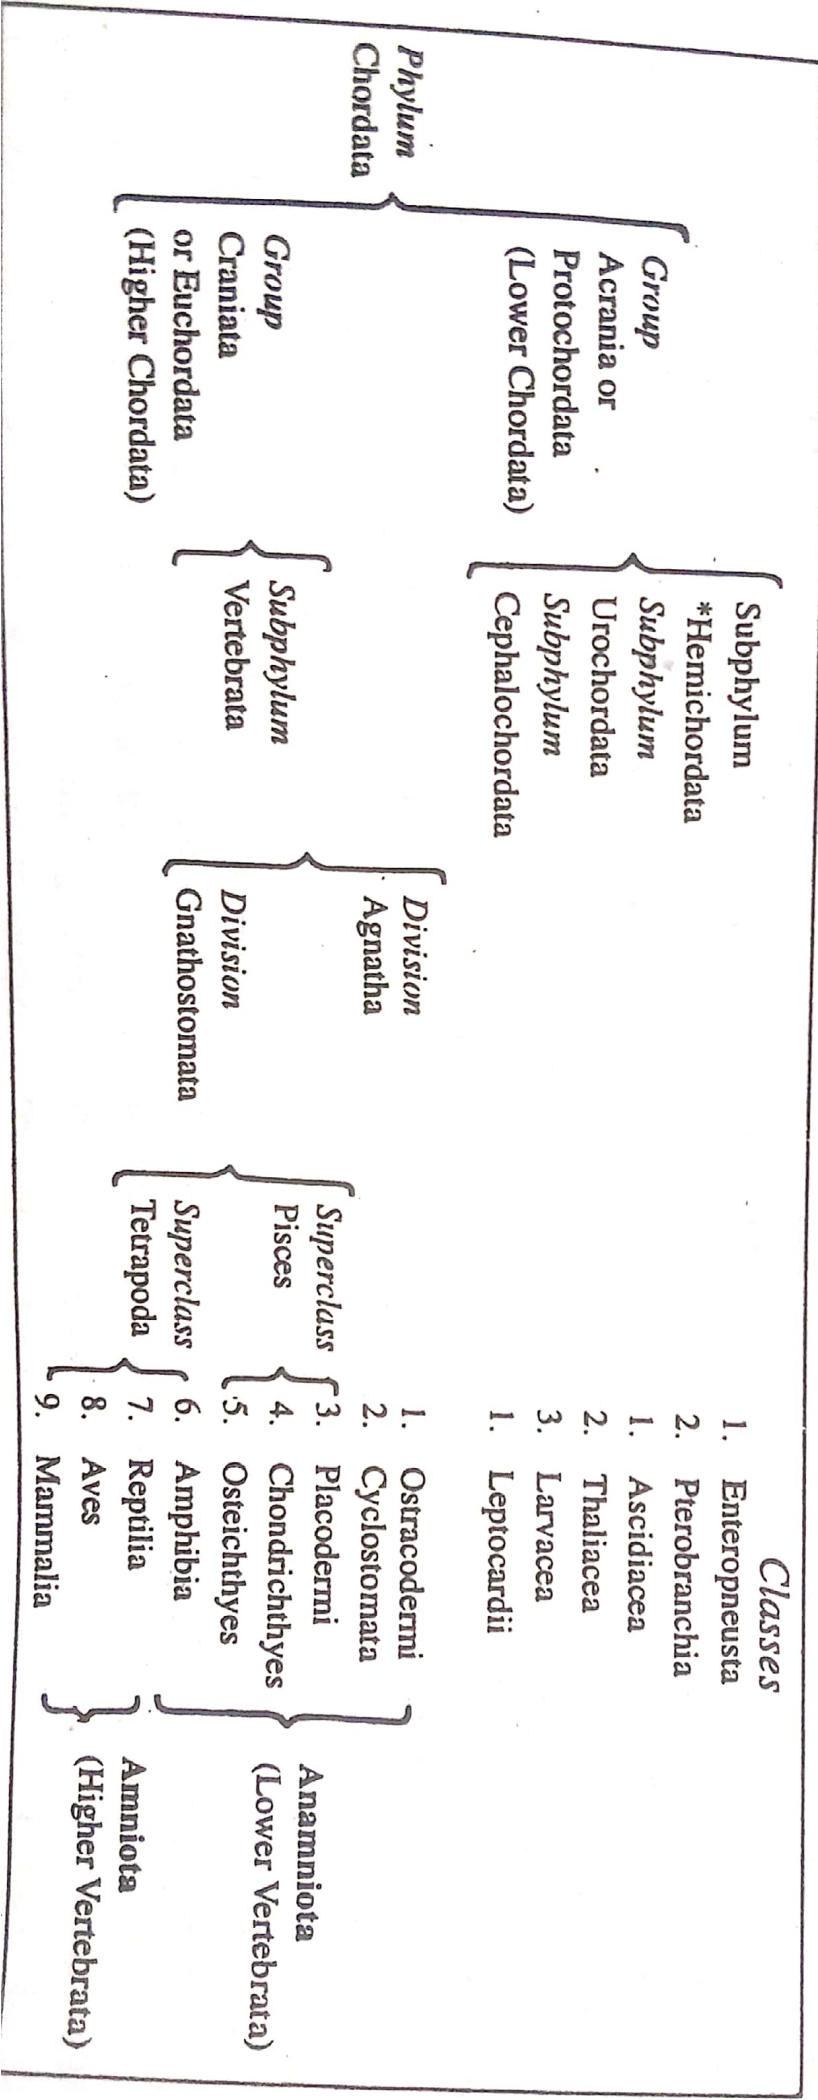 Phylum
Chordata
Group
Acrania or
Protochordata
(Lower Chordata)
Group
Craniata
or Euchordata
(Higher Chordata)
Subphylum
*Hemichordata
Subphylum
Urochordata
Subphylum
Cephalochordata
Subphylum
Vertebrata
Division
Agnatha
Division
Gnathostomata
Superclass
Pisces
Superclass
Tetrapoda
Classes
1. Enteropneusta
2. Pterobranchia
1. Ascidiacea
2. Thaliacea
3. Larvacea
1. Leptocardii
1. Ostracodermi
2. Cyclostomata
3. Placodermi
4. Chondrichthyes
5. Osteichthyes
6. Amphibia
7. Reptilia
8. Aves
9. Mammalia
Anamniota
(Lower Vertebrata)
Amniota
(Higher Vertebrata)